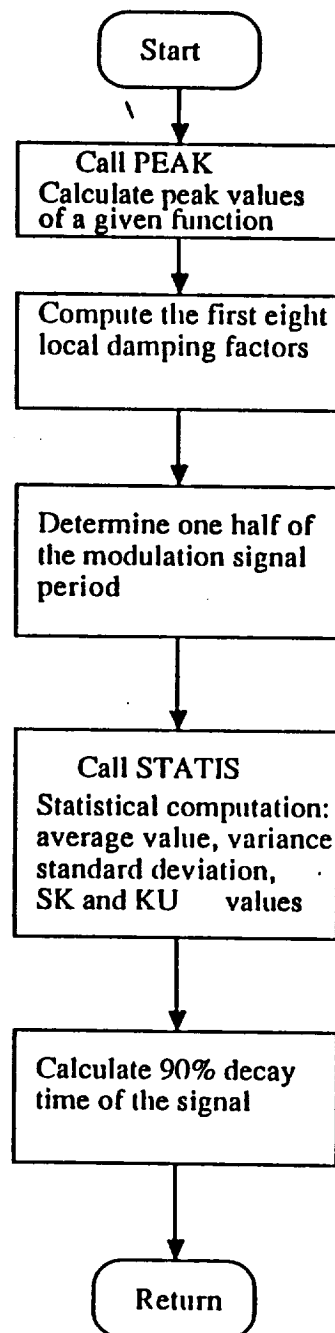 Start
Call PEAK
Calculate peak values
of a given function
Compute the first eight
local damping factors
Determine one half of
the modulation signal
period
Call STATIS
Statistical computation:
average value, variance
standard deviation,
SK and KU values
Calculate 90% decay
time of the signal
Return